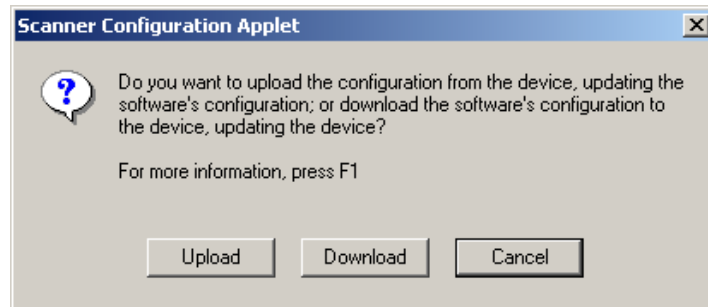 Scanner Configuration Applet
Do you want to upload the configuration from the device, updating the
software's configuration; or download the software's configuration to
the device, updating the device?
For more information, press F1
Upload Download Cancel